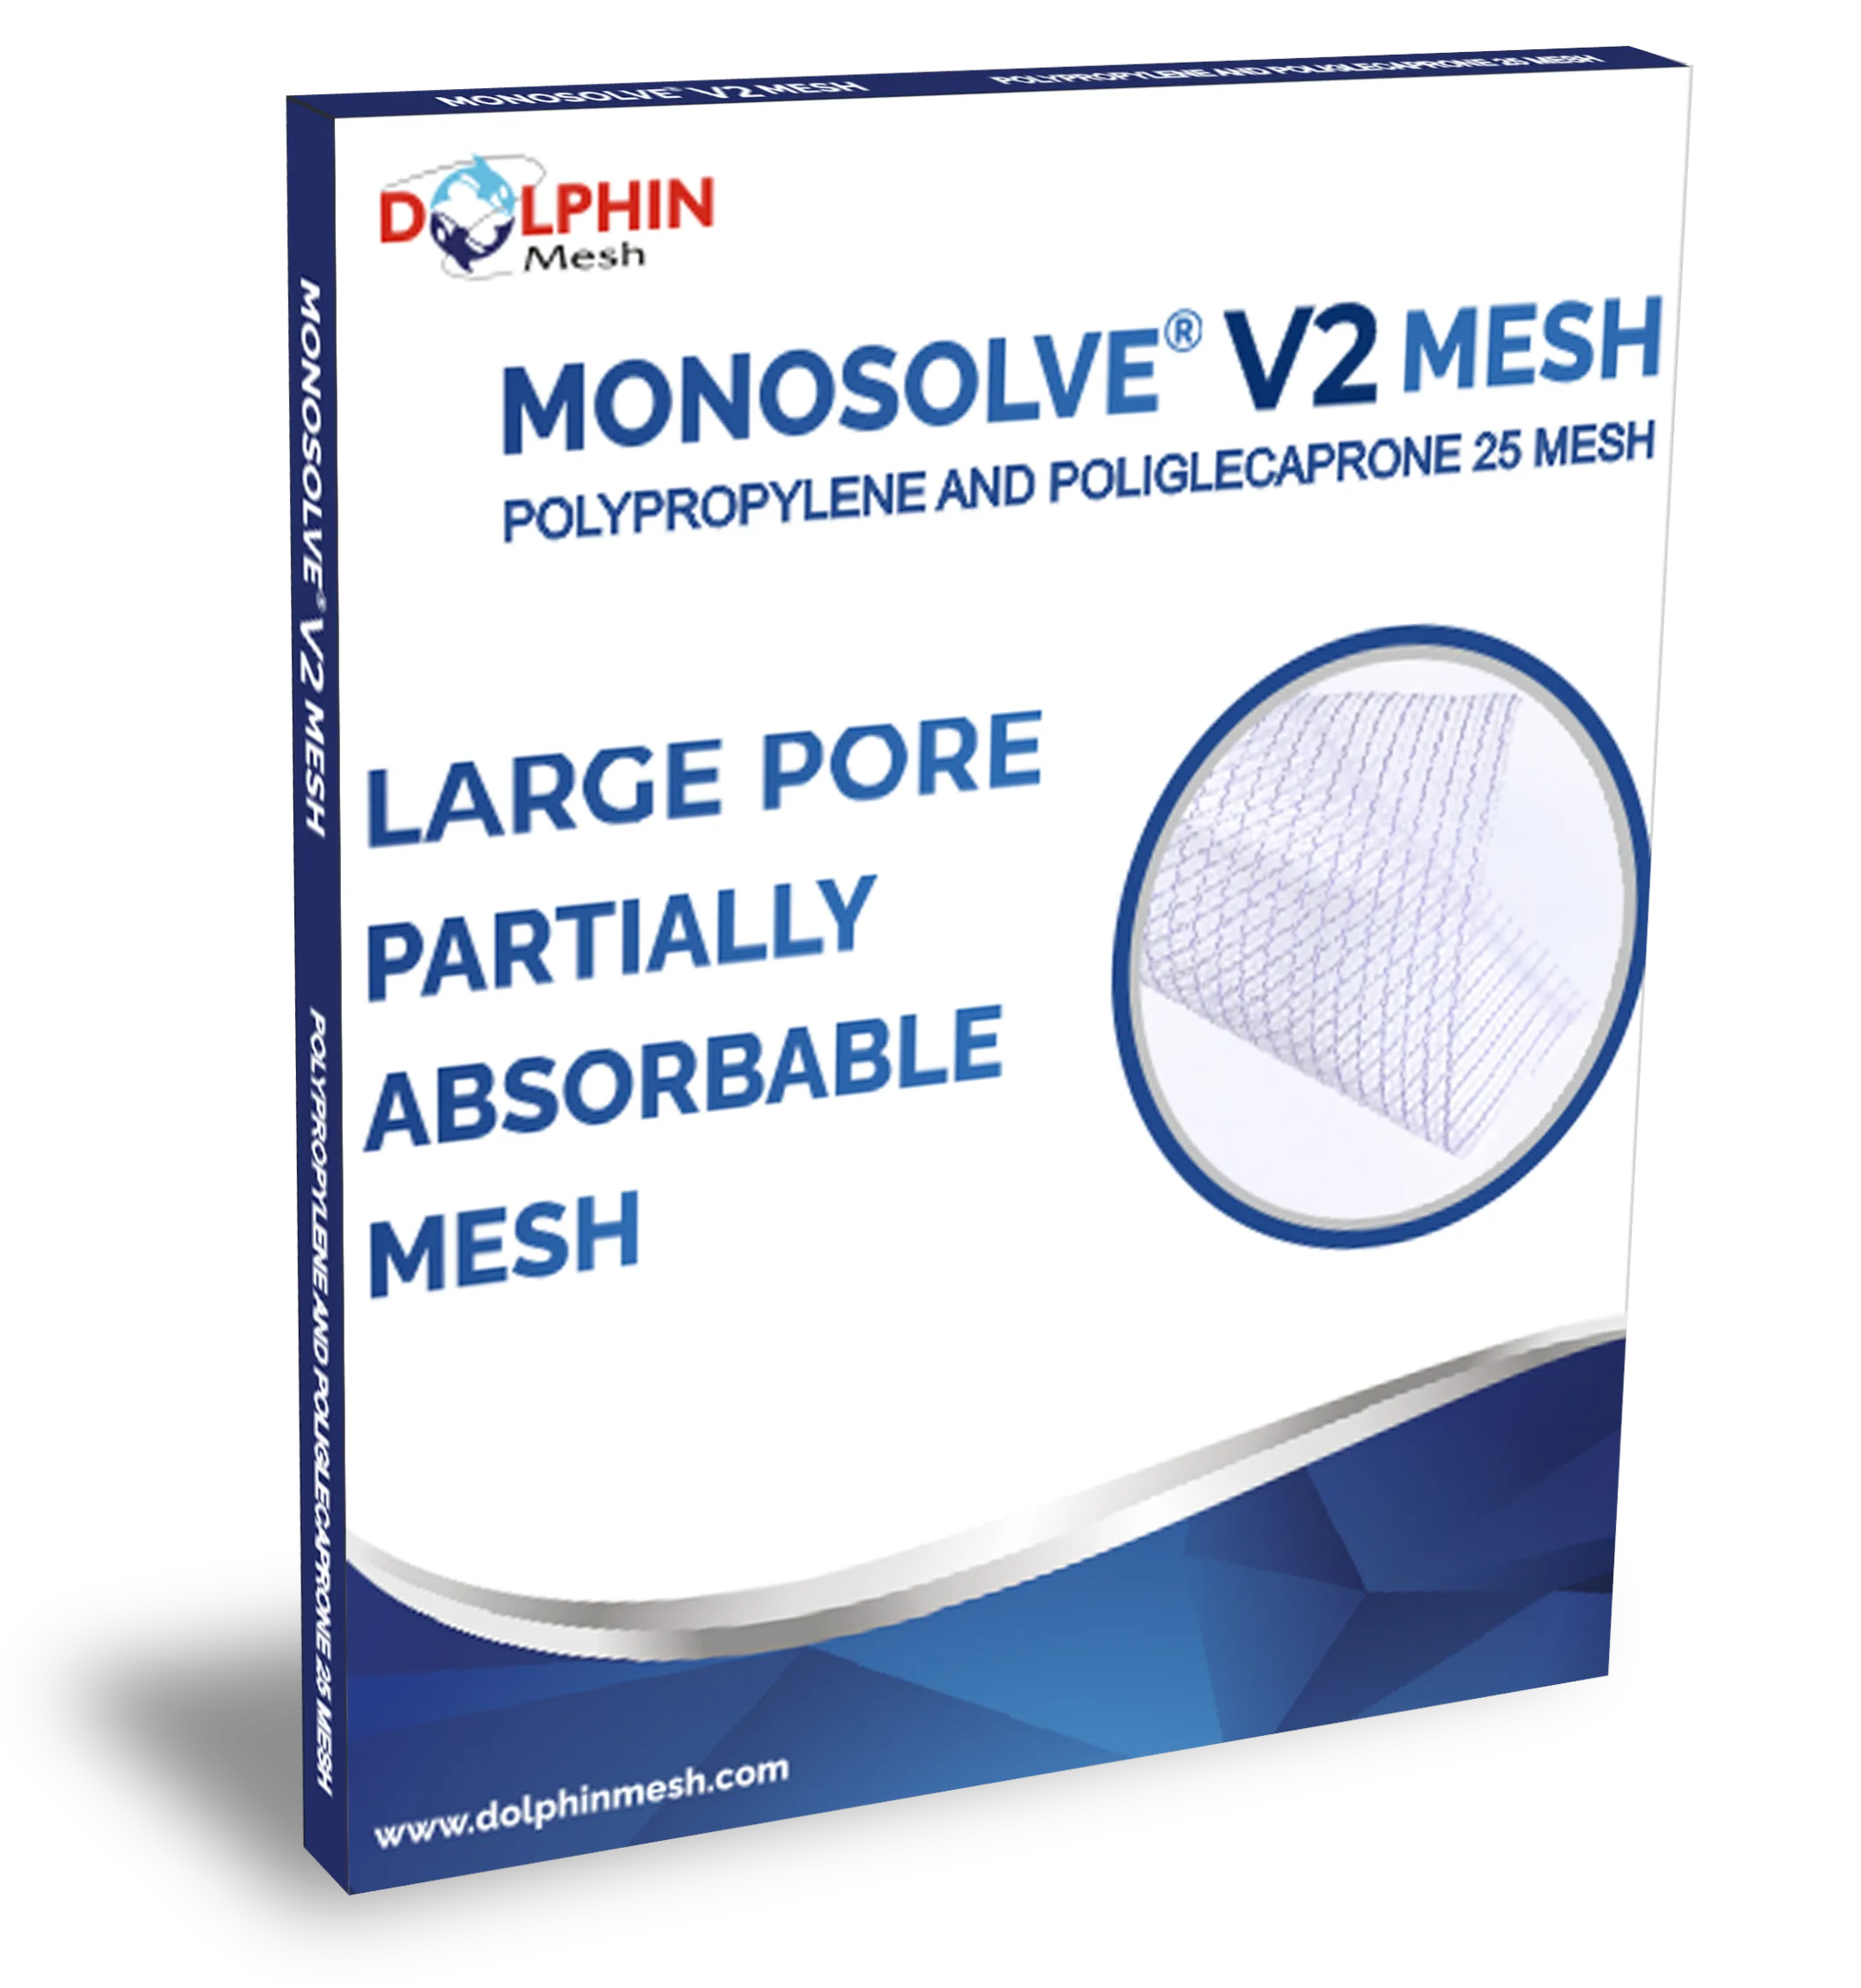 MONOSOLVE® V2 MESH
POLYPROPYLENE AND POLIGLECAPRONE 25 MESH
DOLPHIN
Mesh
MONOSOLVE® V2 MESH
POLYPROPYLENE AND POLIGLECAPRONE 25 MESH
LARGE PORE
PARTIALLY
ABSORBABLE
MESH
www.dolphinmesh.com
MONOSOLVE® V2 MESH
POLYPROPYLENE AND POLIGLECAPRONE 25 MESH